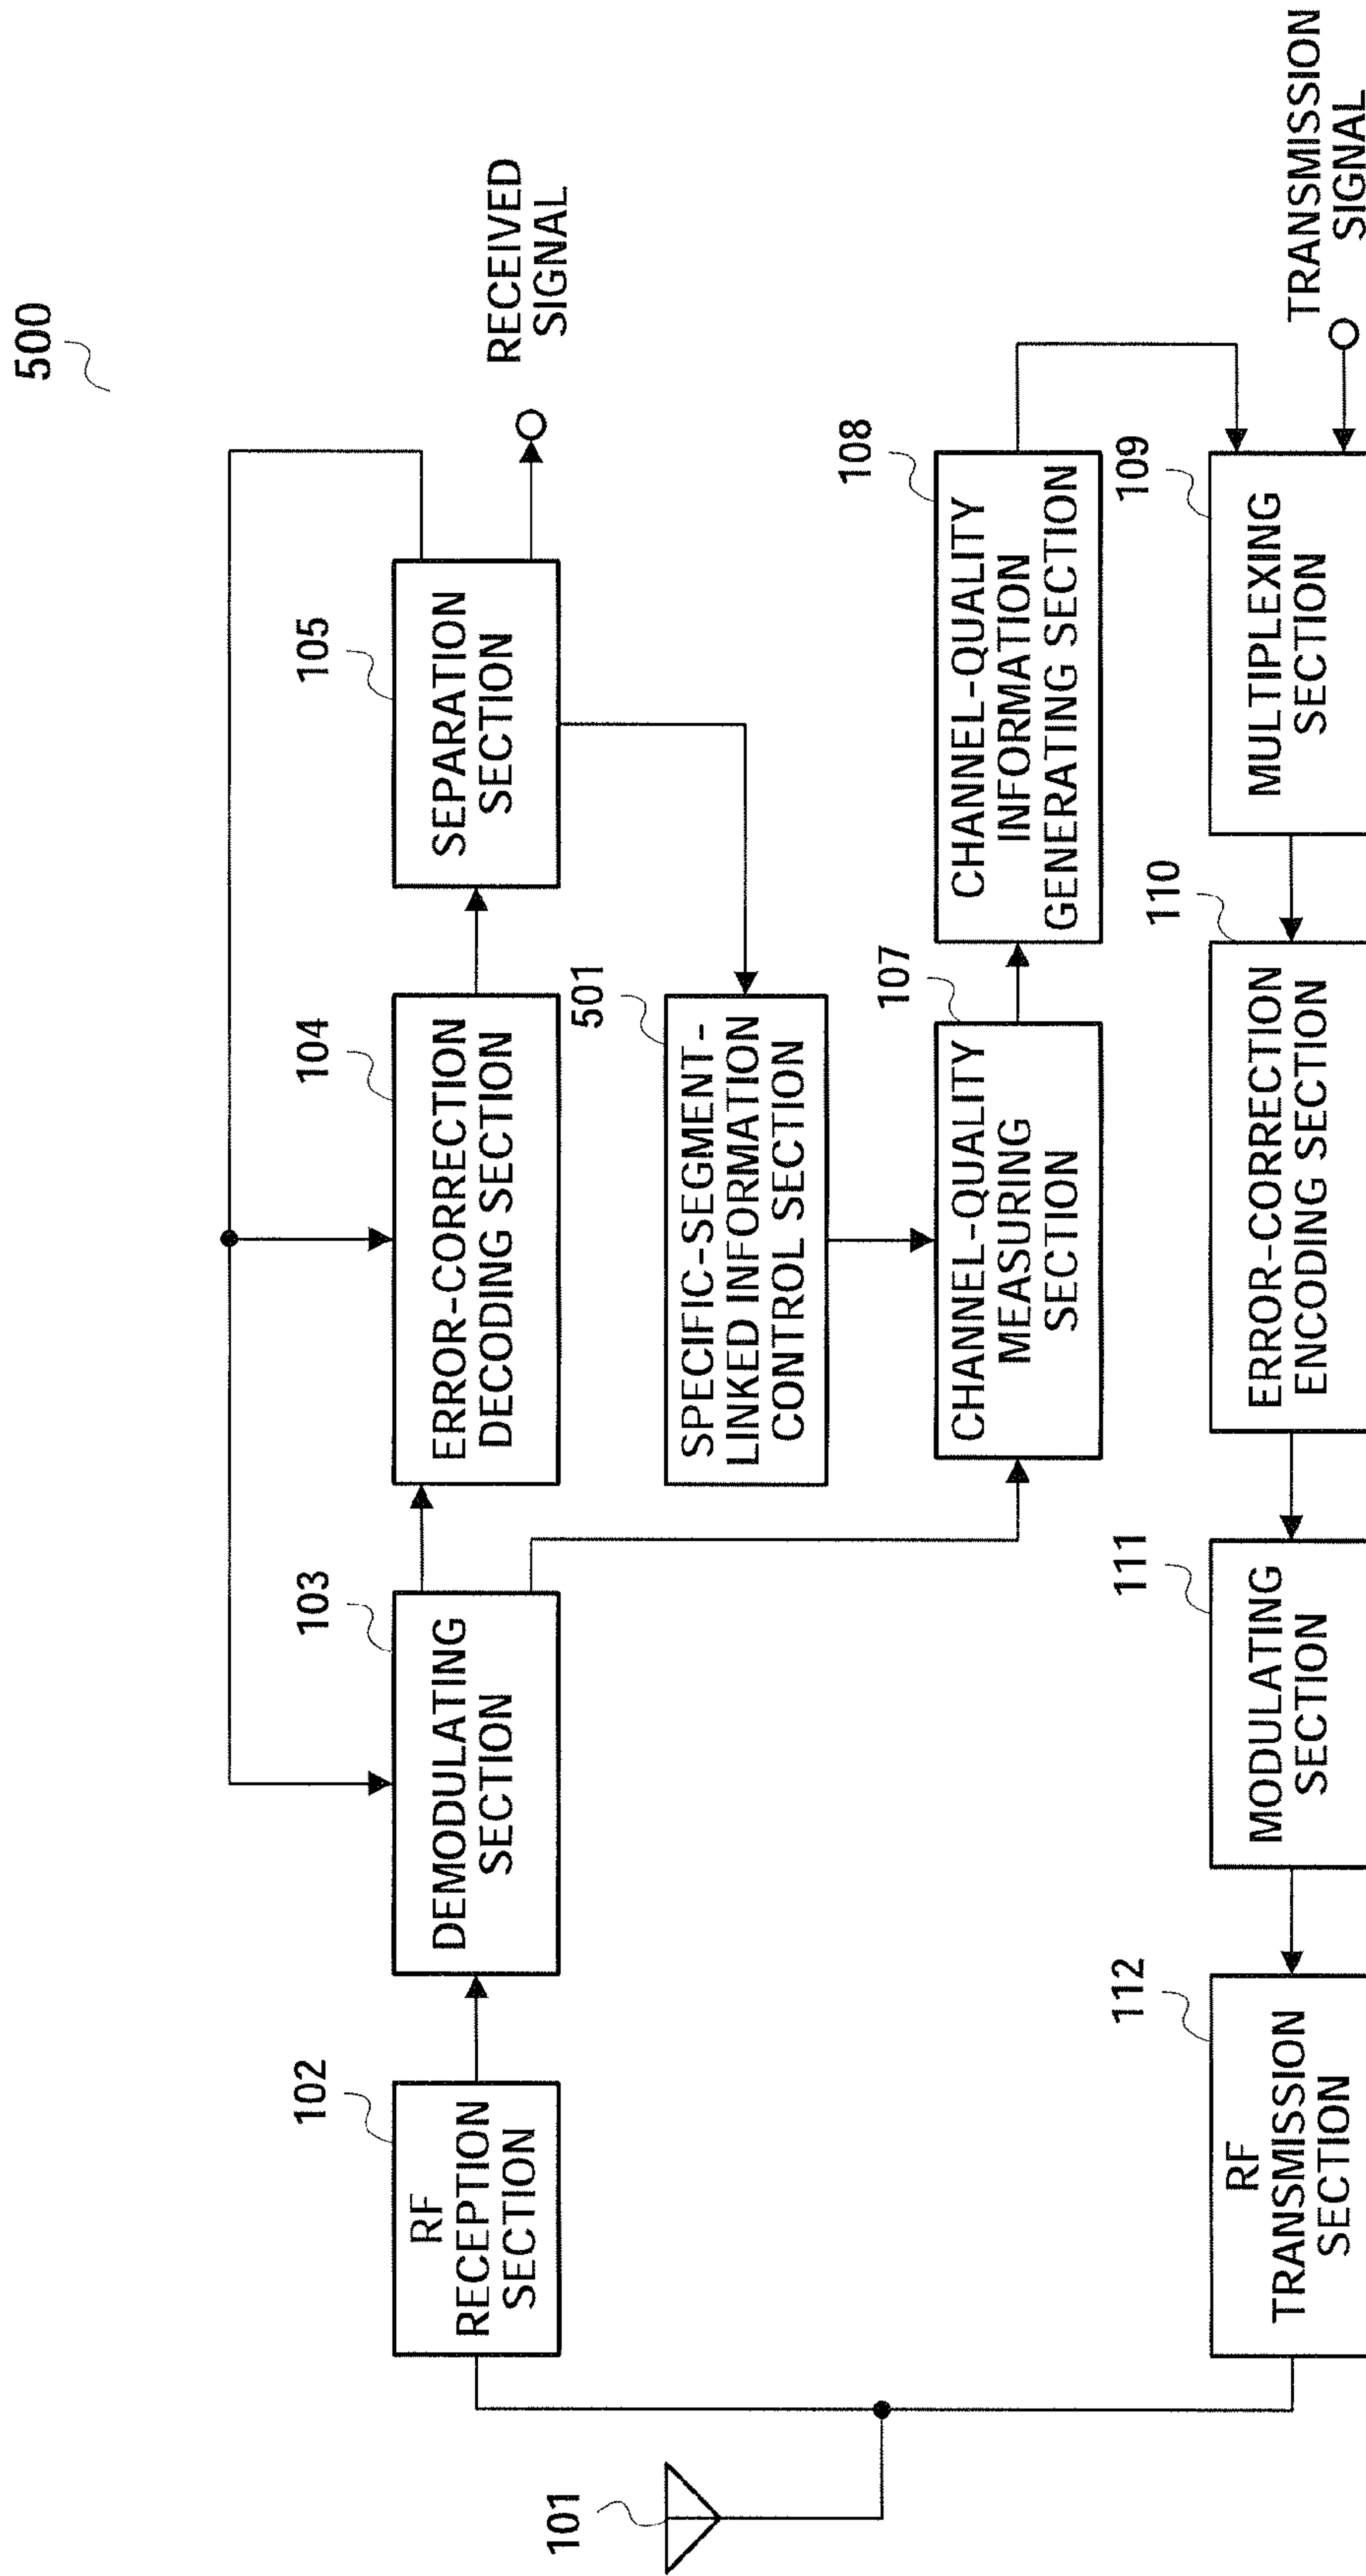 500
101
102
RF
RECEPTION
SECTION
103
DEMODULATING
SECTION
104
ERROR-CORRECTION
DECODING SECTION
105
SEPARATION
SECTION
RECEIVED
SIGNAL
501
SPECIFIC-SEGMENT-
LINKED INFORMATION
CONTROL SECTION
107
CHANNEL-QUALITY
MEASURING
SECTION
108
CHANNEL-QUALITY
INFORMATION
GENERATING SECTION
112
RF
TRANSMISSION
SECTION
111
MODULATING
SECTION
110
ERROR-CORRECTION
ENCODING SECTION
109
MULTIPLEXING
SECTION
TRANSMISSION
SIGNAL